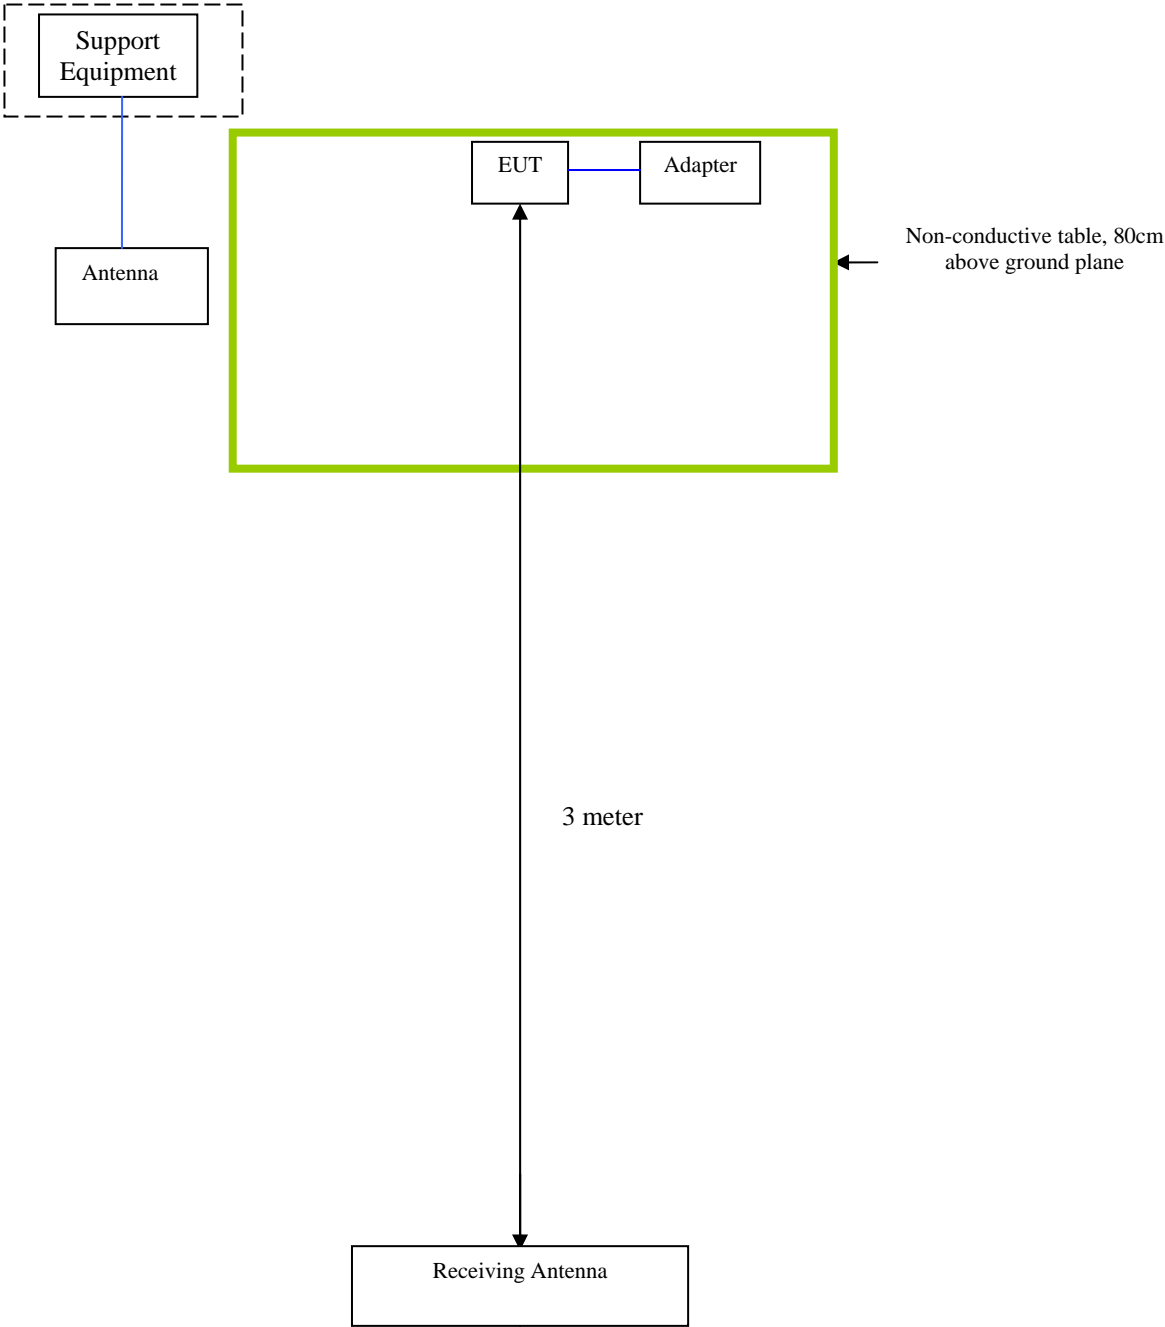 Support
Equipment
EUT
Adapter
Non-conductive table, 80cm
above ground plane
Antenna
3 meter
Receiving Antenna